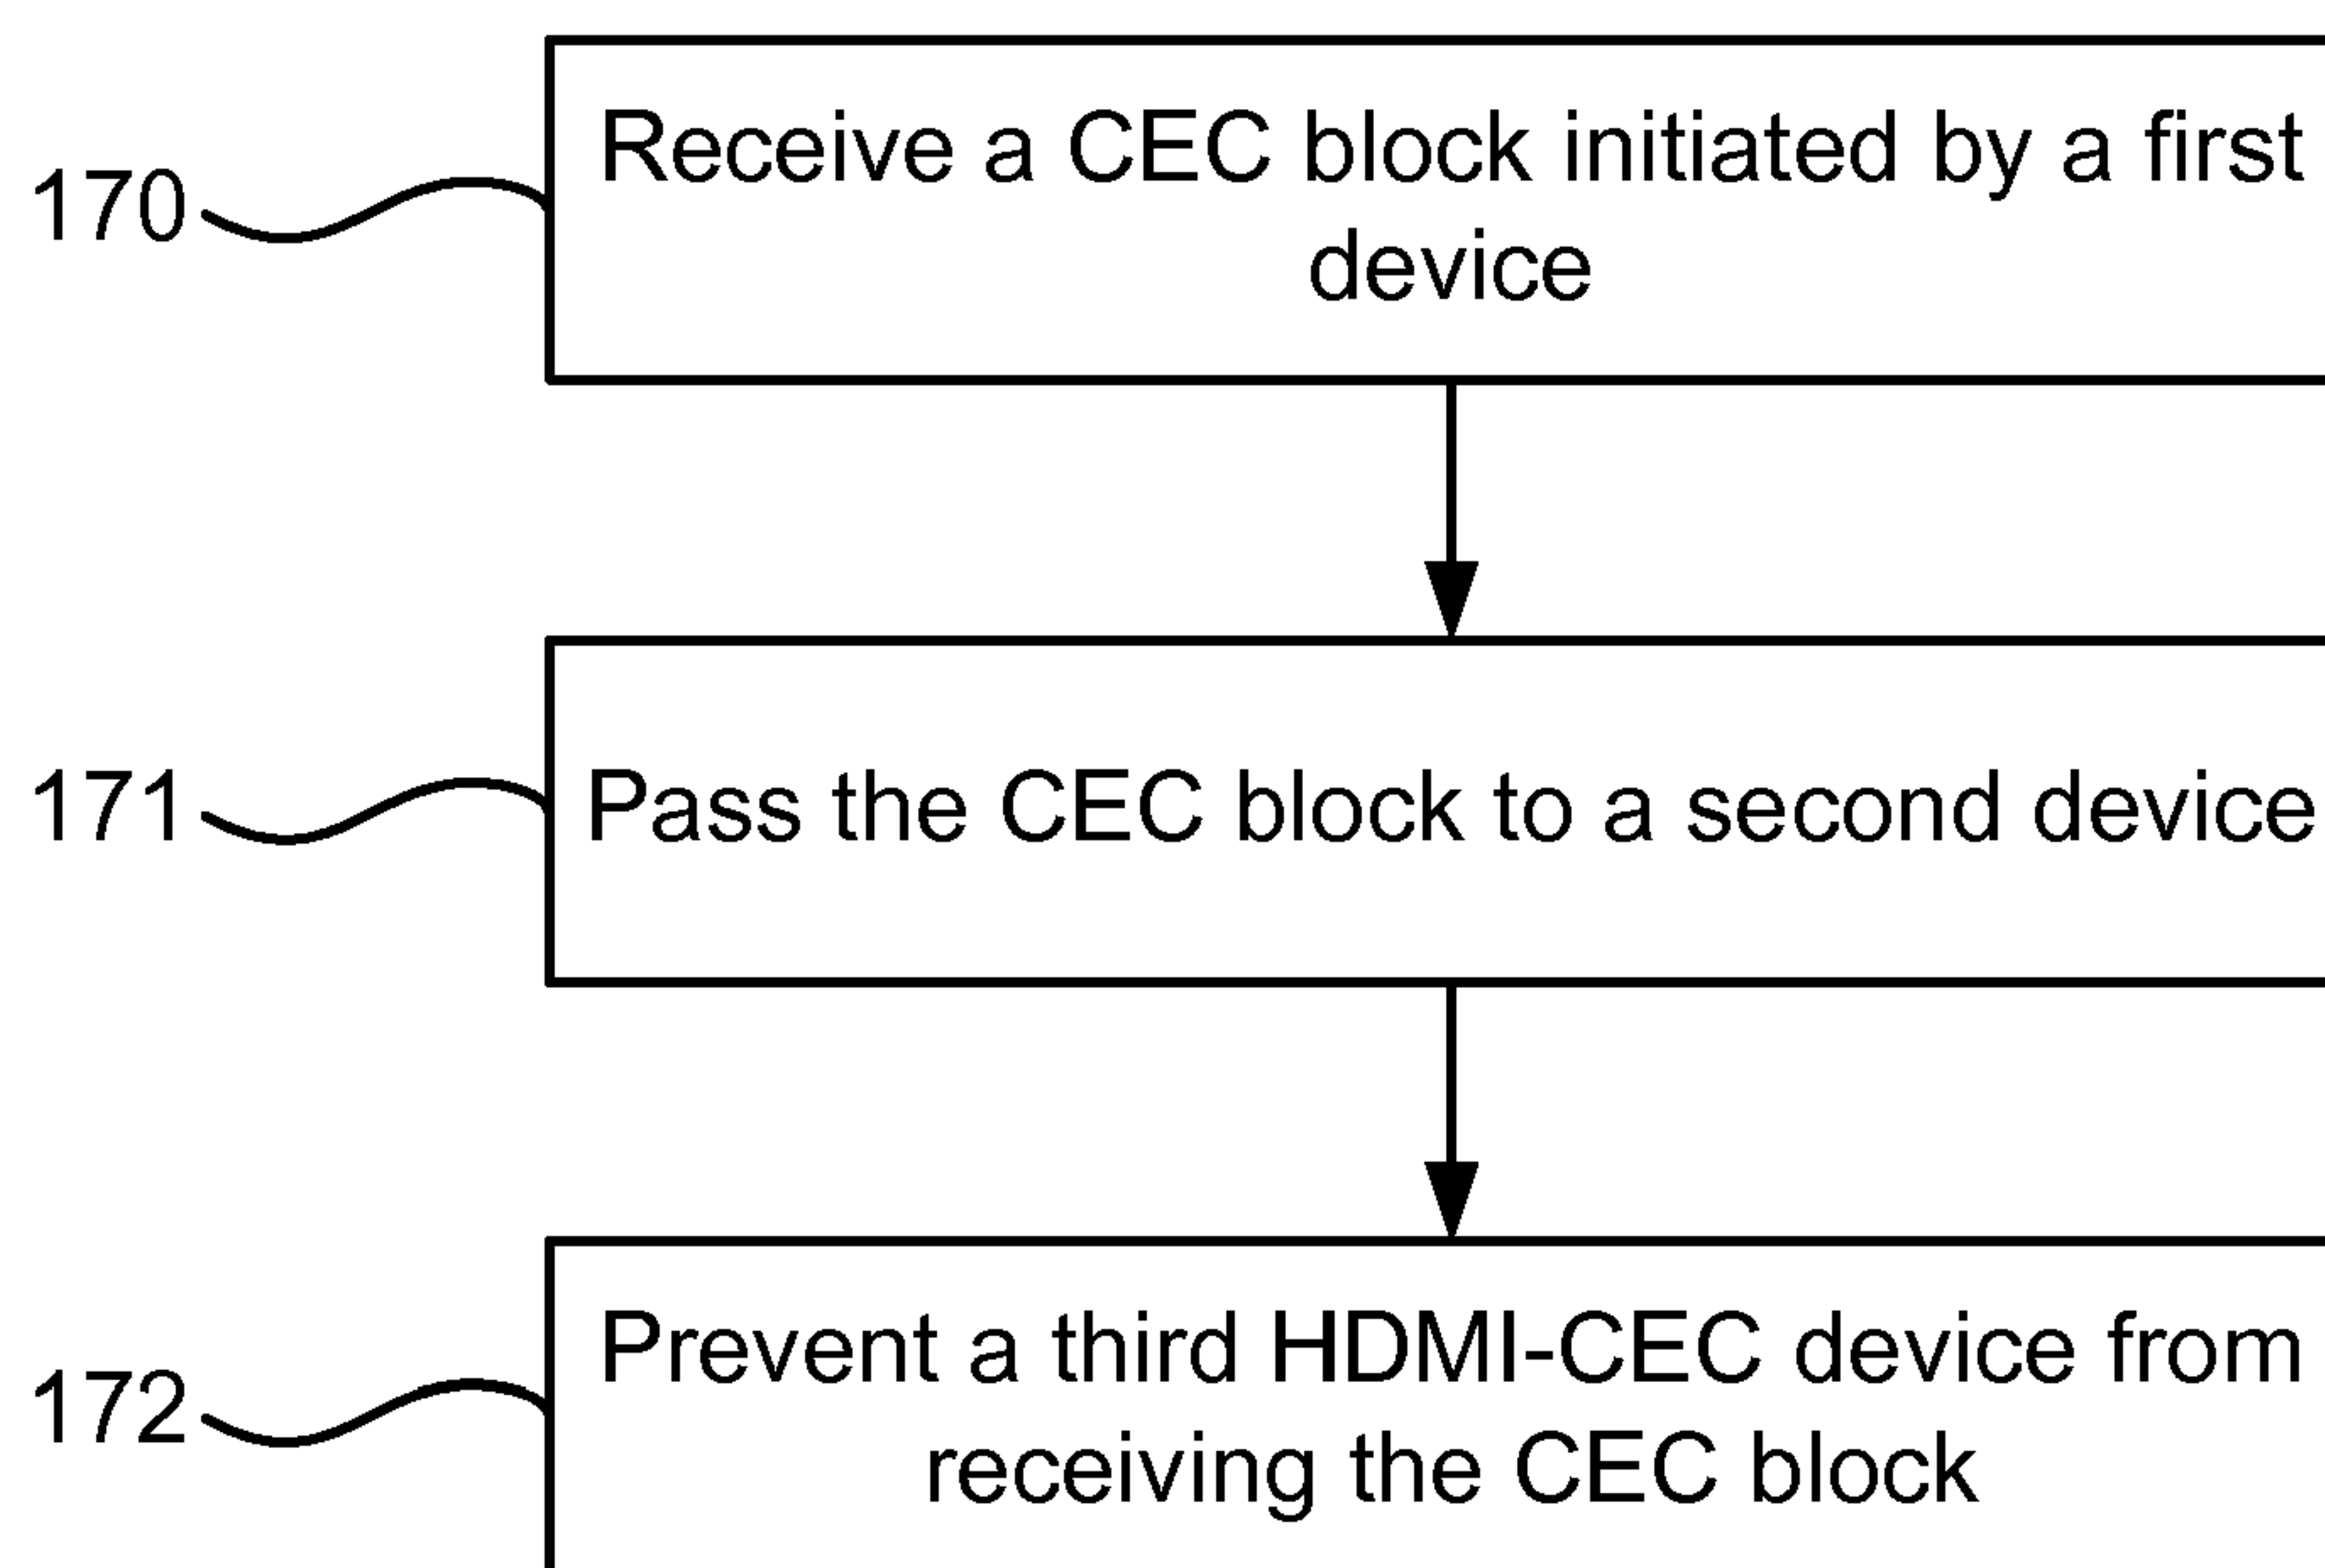 170
Receive a CEC block initiated by a first
device
171
Pass the CEC block to a second device
172
Prevent a third HDMI-CEC device from
receiving the CEC block